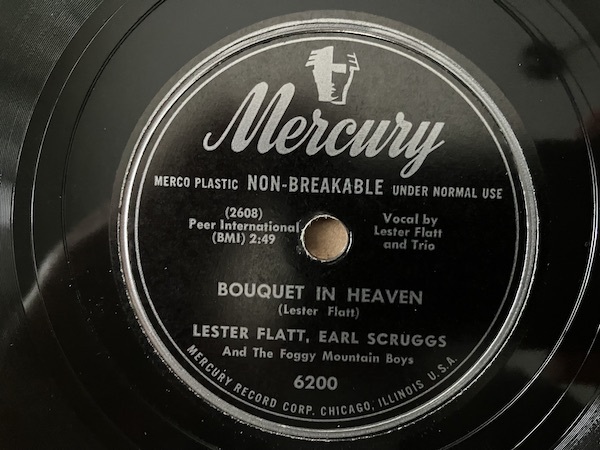 Mercury
MERCO PLASTIC NON-BREAKABLE UNDER NORMAL USE
(2608)
Peer International
(BMI) 2:49
Vocal by
Lester Flatt
and Trio
BOUQUET IN HEAVEN
(Lester Flatt)
LESTER FLATT, EARL SCRUGGS
And The Foggy Mountain Boys
6200
MERCURY RECORD CORP. CHICAGO, ILLINOIS U.S.A.